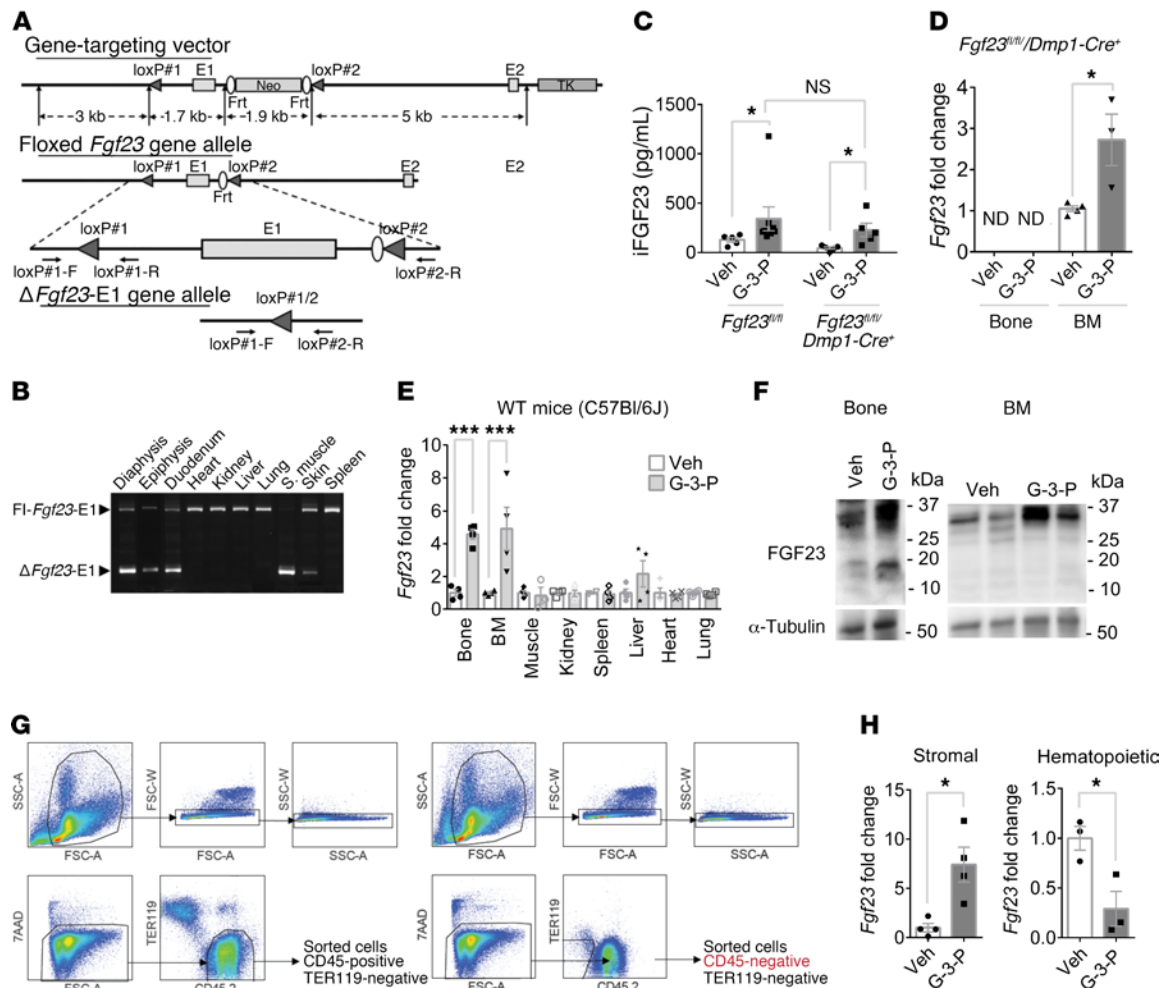 A
Gene-targeting vector
loxP#1 E1 loxP#2 E2
Neo TK
Frt Frt
3 kb 1.7 kb 1.9 kb 5 kb
Floxed Fgf23 gene allele
loxP#1 E1 loxP#2 E2 E2
Frt
loxP#1 E1 loxP#2
loxP#1-F loxP#1-R loxP#2-R
ΔFgf23-E1 gene allele
loxP#1/2
loxP#1-F loxP#2-R
B
Diaphysis
Epiphysis
Duodenum
Heart
Kidney
Liver
Lung
S. muscle
Skin
Spleen
Fl-Fgf23-E1
ΔFgf23-E1
C
NS
* *
iFGF23 (pg/mL)
1500
1000
500
0
Veh G-3-P Veh G-3-P
Fgf23fl/fl Fgf23fl/fl/
Dmp1-Cre+
D
Fgf23fl/fl/Dmp1-Cre+
*
Fgf23 fold change
4
3
2
1
0
ND ND
Veh G-3-P Veh G-3-P
Bone BM
E
WT mice (C57Bl/6J)
*** ***
Veh
G-3-P
Fgf23 fold change
10
8
6
4
2
0
Bone
BM
Muscle
Kidney
Spleen
Liver
Heart
Lung
F
Bone BM
Veh G-3-P kDa Veh G-3-P kDa
FGF23
- 37 - 37
- 25 - 25
- 20 - 20
- 10 - 10
α-Tubulin - 50 - 50
G
SSC-A FSC-W SSC-W
FSC-A FSC-A SSC-A
SSC-A FSC-W SSC-W
FSC-A FSC-A SSC-A
7AAD TER119
FSC-A CD45.2
Sorted cells
CD45-positive
TER119-negative
7AAD TER119
FSC-A CD45.2
Sorted cells
CD45-negative
TER119-negative
H
Stromal Hematopoietic
* *
Fgf23 fold change
15
10
5
0
Veh G-3-P
Fgf23 fold change
1.5
1.0
0.5
0.0
Veh G-3-P